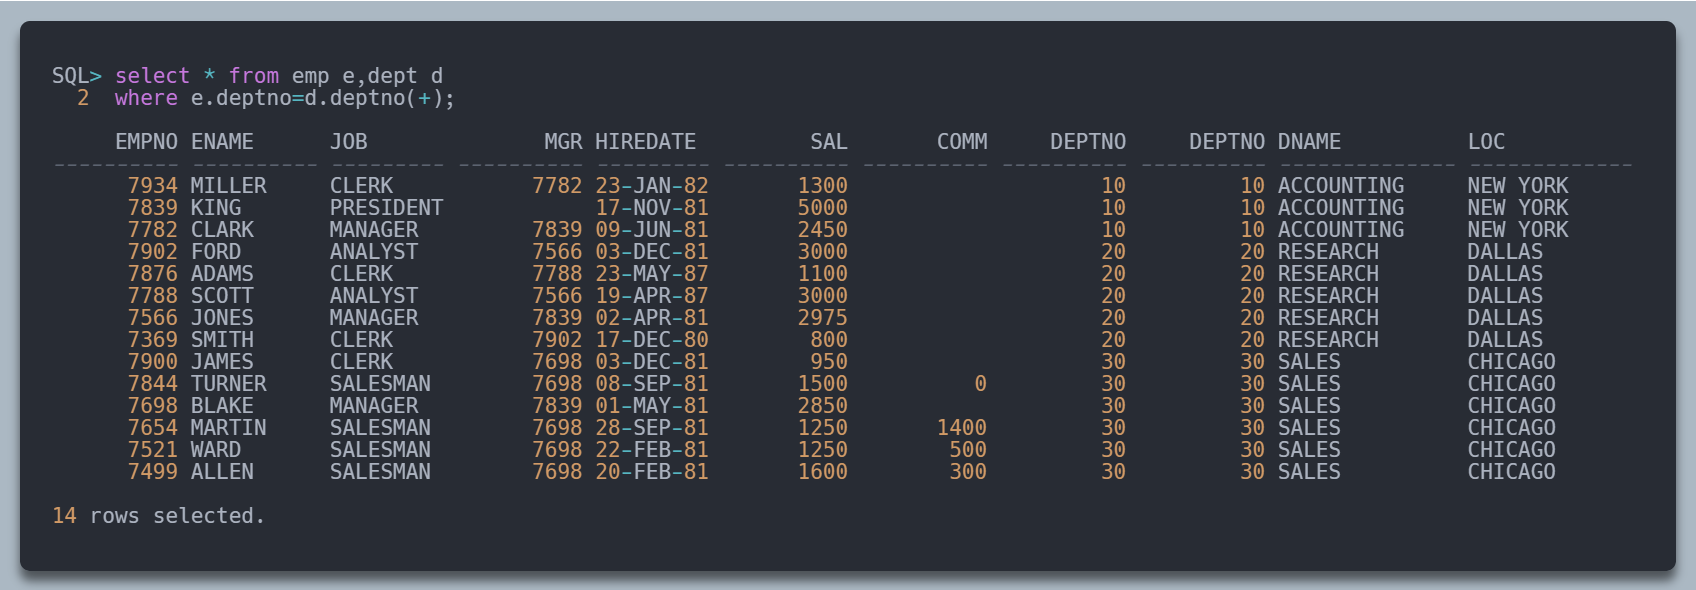 SQL> select * from emp e,dept d
  2  where e.deptno=d.deptno(+);

     EMPNO ENAME      JOB              MGR HIREDATE         SAL       COMM     DEPTNO     DEPTNO DNAME          LOC
---------- ---------- --------- ---------- --------- ---------- ---------- ---------- ---------- -------------- -------------
      7934 MILLER     CLERK           7782 23-JAN-82       1300                    10         10 ACCOUNTING     NEW YORK
      7839 KING       PRESIDENT            17-NOV-81       5000                    10         10 ACCOUNTING     NEW YORK
      7782 CLARK      MANAGER         7839 09-JUN-81       2450                    10         10 ACCOUNTING     NEW YORK
      7902 FORD       ANALYST         7566 03-DEC-81       3000                    20         20 RESEARCH       DALLAS
      7876 ADAMS      CLERK           7788 23-MAY-87       1100                    20         20 RESEARCH       DALLAS
      7788 SCOTT      ANALYST         7566 19-APR-87       3000                    20         20 RESEARCH       DALLAS
      7566 JONES      MANAGER         7839 02-APR-81       2975                    20         20 RESEARCH       DALLAS
      7369 SMITH      CLERK           7902 17-DEC-80        800                    20         20 RESEARCH       DALLAS
      7900 JAMES      CLERK           7698 03-DEC-81        950                    30         30 SALES          CHICAGO
      7844 TURNER     SALESMAN        7698 08-SEP-81       1500          0         30         30 SALES          CHICAGO
      7698 BLAKE      MANAGER         7839 01-MAY-81       2850                    30         30 SALES          CHICAGO
      7654 MARTIN     SALESMAN        7698 28-SEP-81       1250       1400         30         30 SALES          CHICAGO
      7521 WARD       SALESMAN        7698 22-FEB-81       1250        500         30         30 SALES          CHICAGO
      7499 ALLEN      SALESMAN        7698 20-FEB-81       1600        300         30         30 SALES          CHICAGO

14 rows selected.